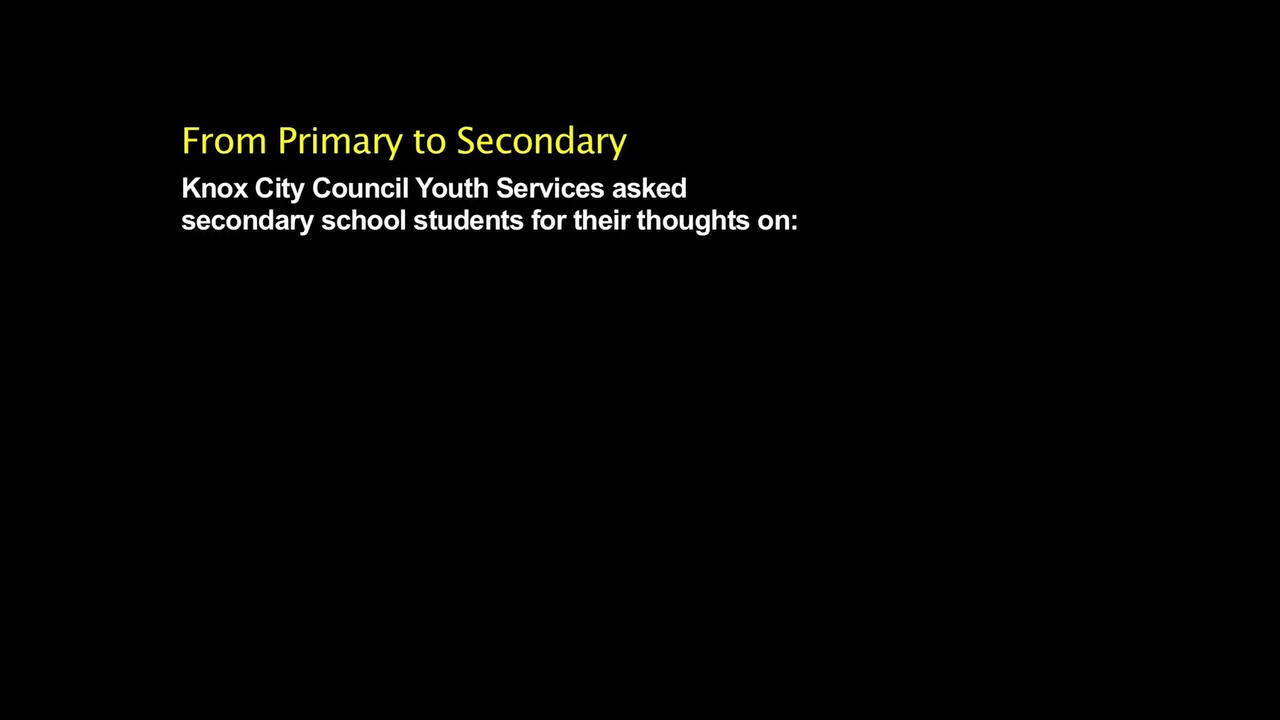 From Primary to Secondary
Knox City Council Youth Services asked
secondary school students for their thoughts on: